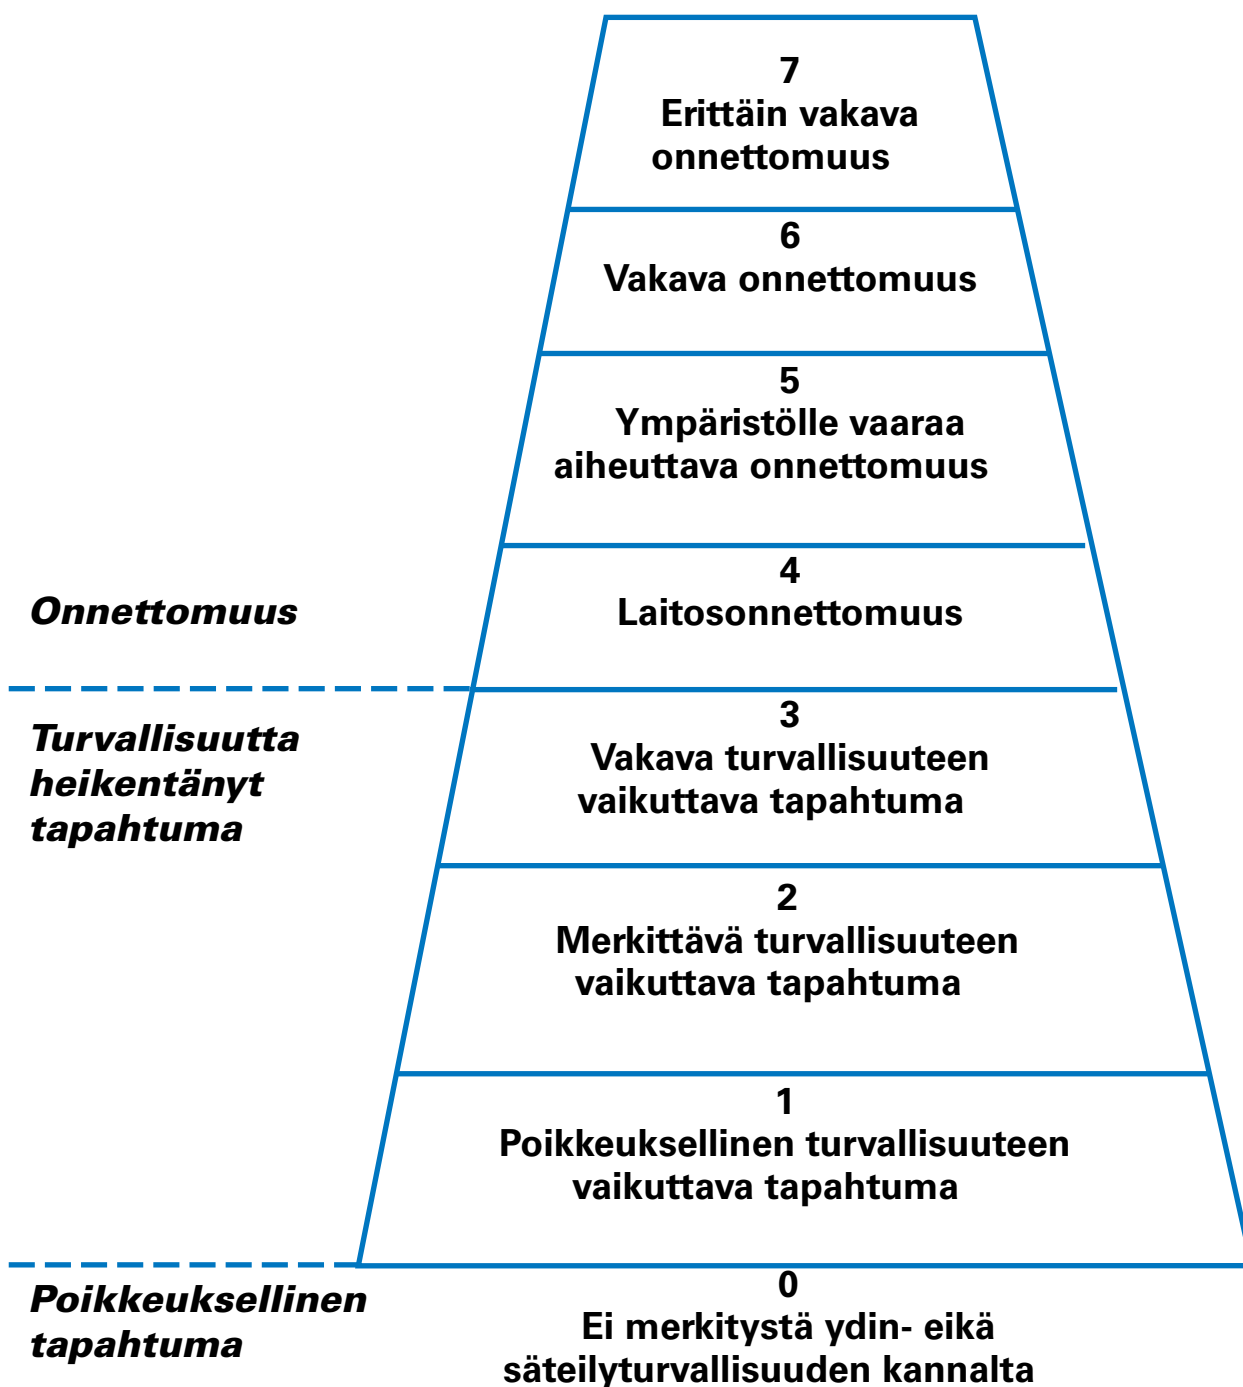 7
Erittäin vakava
onnettomuus
6
Vakava onnettomuus
5
Ympäristölle vaaraa
aiheuttava onnettomuus
4
Laitosonnettomuus
Onnettomuus
3
Vakava turvallisuuteen
vaikuttava tapahtuma
Turvallisuutta
heikentänyt
tapahtuma
2
Merkittävä turvallisuuteen
vaikuttava tapahtuma
1
Poikkeuksellinen turvallisuuteen
vaikuttava tapahtuma
0
Ei merkitystä ydin- eikä
säteilyturvallisuuden kannalta
Poikkeuksellinen
tapahtuma